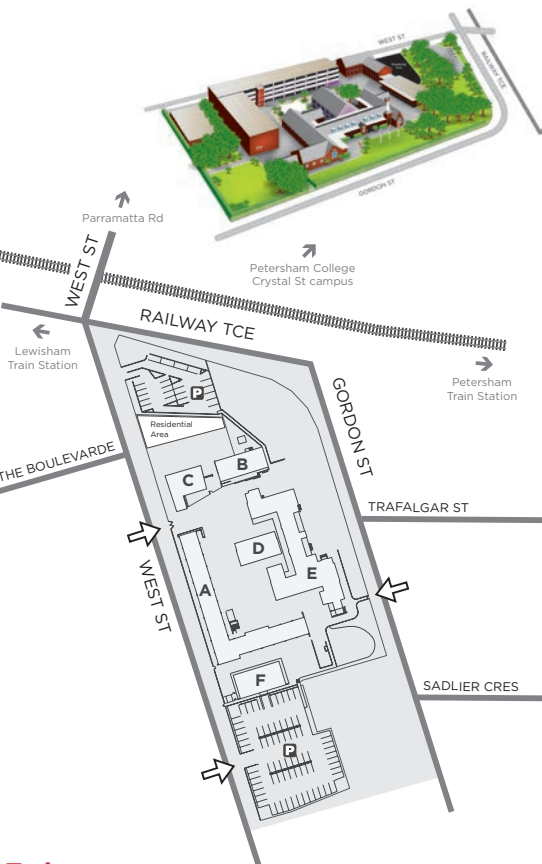 WEST ST
RAILWAY TCE
GORDON ST
Parramatta Rd
WEST ST
Petersham College
Crystal St campus
RAILWAY TCE
Lewisham
Train Station
Petersham
Train Station
P
GORDON ST
Residential
Area
THE BOULEVARDE
B
C
TRAFALGAR ST
D
E
A
WEST ST
F
SADLIER CRES
P